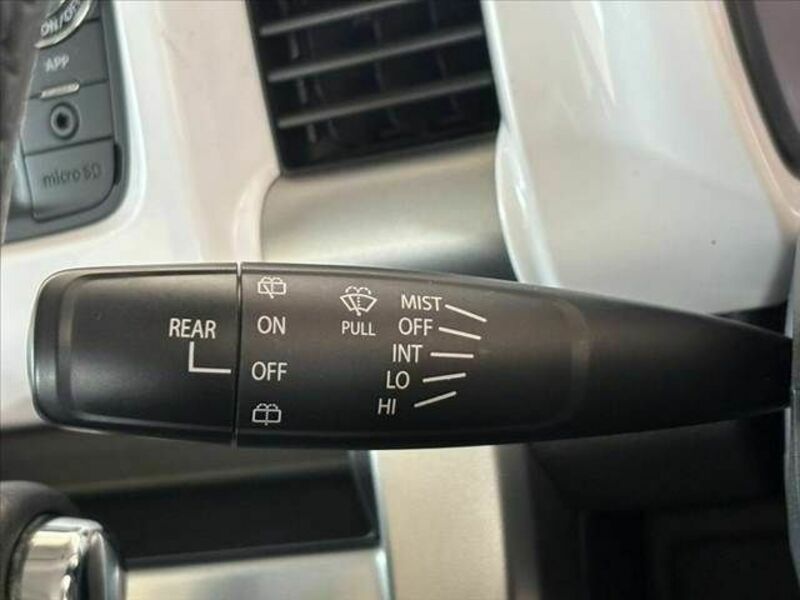 ON/OFF
APP
micro SD
REAR
ON
OFF
PULL
MIST
OFF
INT
LO
HI